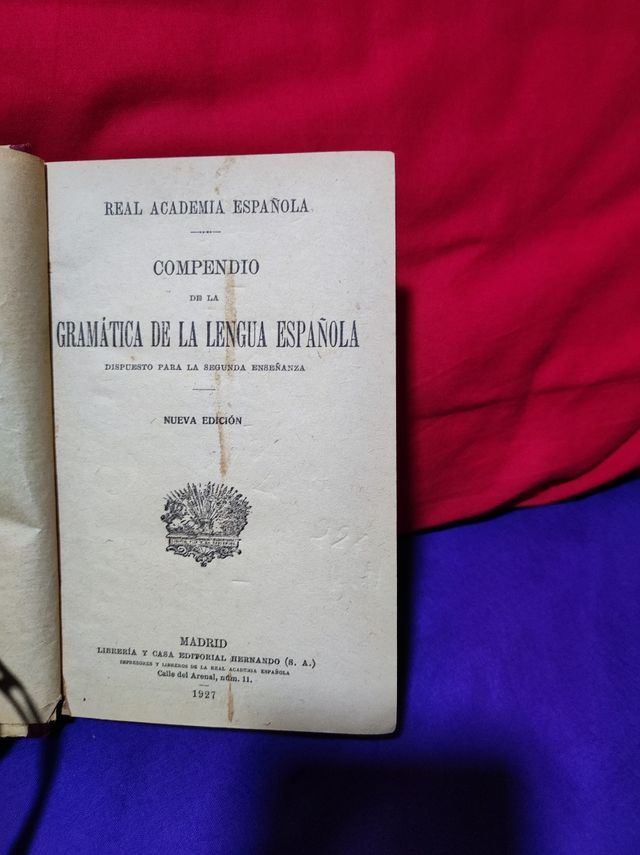 REAL ACADEMIA ESPAÑOLA
COMPENDIO
DE LA
GRAMÁTICA DE LA LENGUA ESPAÑOLA
DISPUESTO PARA LA SEGUNDA ENSEÑANZA
NUEVA EDICIÓN
MADRID
LIBRERÍA Y CASA EDITORIAL HERNANDO (S. A.)
IMPRESORES Y LIBREROS DE LA REAL ACADEMIA ESPAÑOLA
Calle del Arenal, núm. 11.
1927